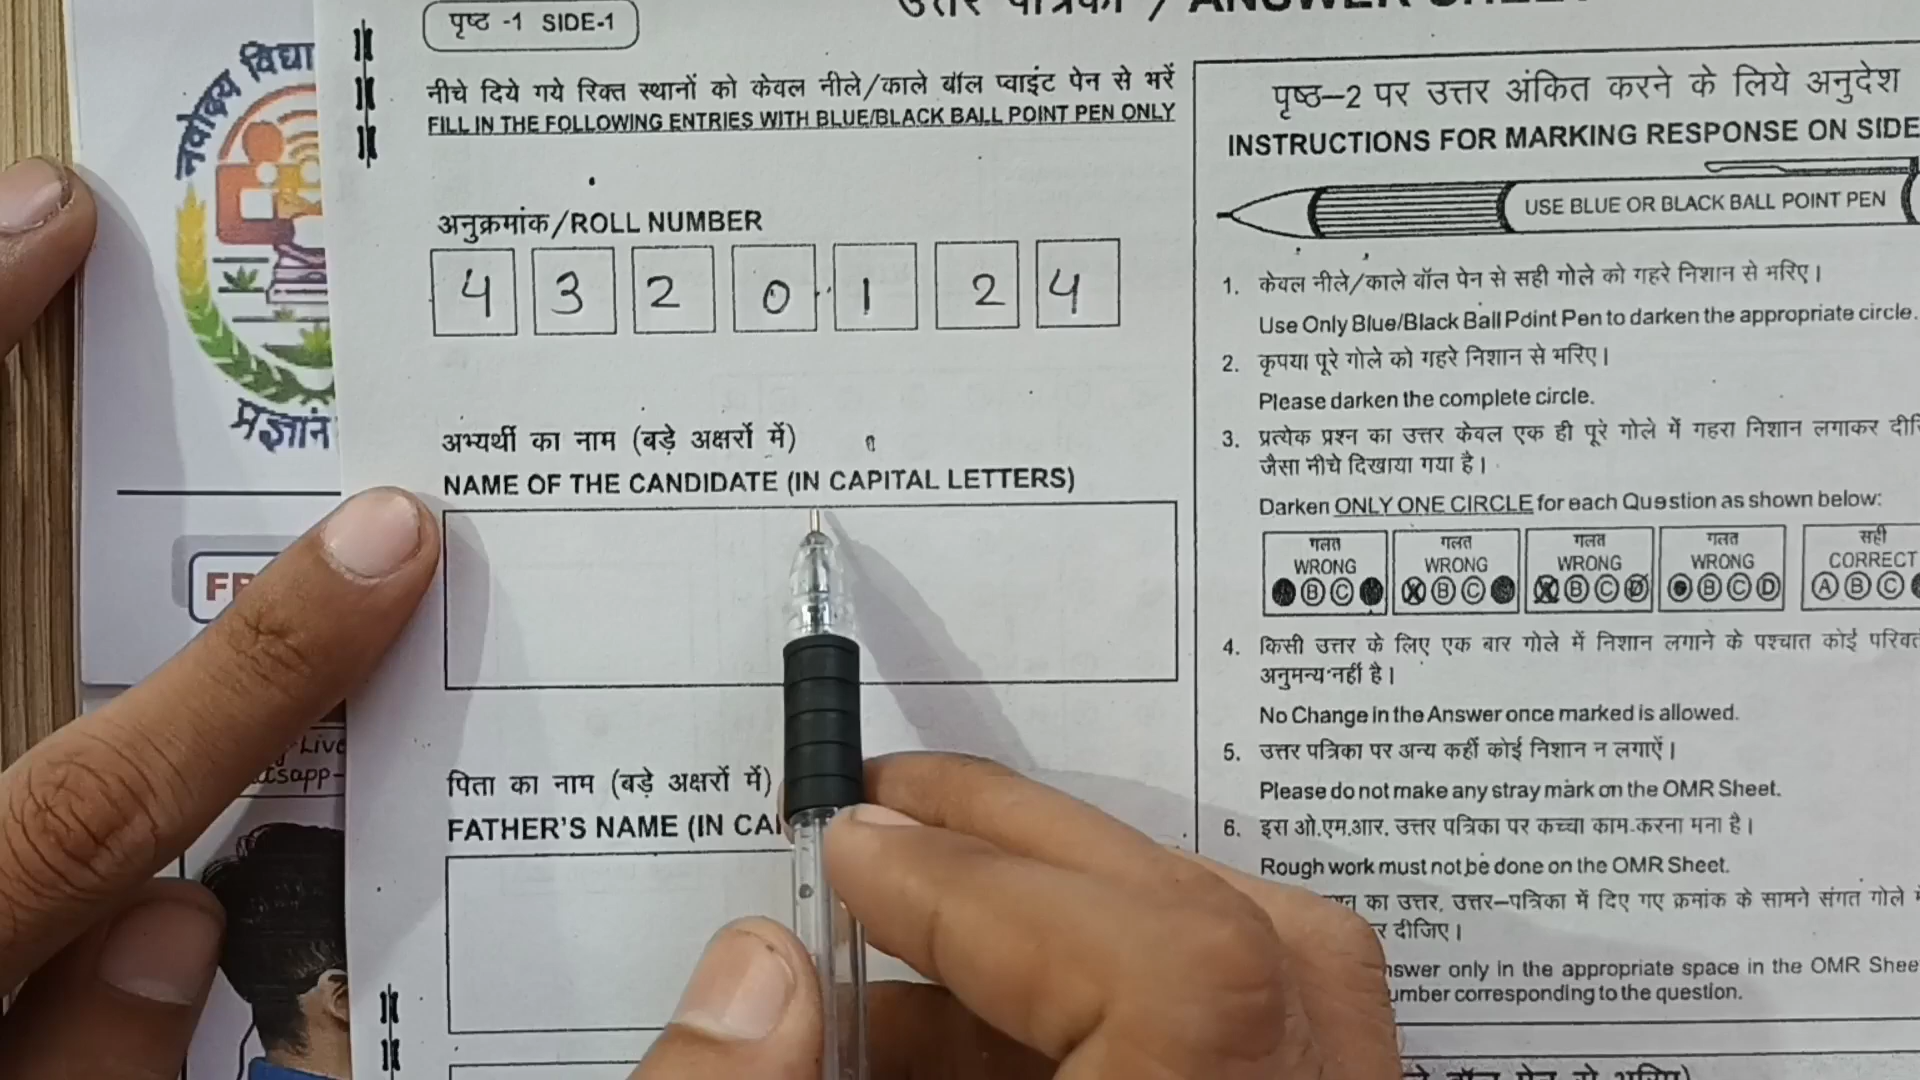 पृष्ठ -1 SIDE-1
नीचे दिये गये रिक्त स्थानों को केवल नीले/काले बॉल प्वाइंट पेन से भरें
FILL IN THE FOLLOWING ENTRIES WITH BLUE/BLACK BALL POINT PEN ONLY
अनुक्रमांक/ROLL NUMBER
4 3 2 0 1 2 4
अभ्यर्थी का नाम (बड़े अक्षरों में)
NAME OF THE CANDIDATE (IN CAPITAL LETTERS)
पिता का नाम (बड़े अक्षरों में)
FATHER'S NAME (IN
पृष्ठ–2 पर उत्तर अंकित करने के लिये अनुदेश
INSTRUCTIONS FOR MARKING RESPONSE ON SIDE
USE BLUE OR BLACK BALL POINT PEN
1. केवल नीले/काले बॉल पेन से सही गोले को गहरे निशान से भरिए।
Use Only Blue/Black Ball Point Pen to darken the appropriate circle.
2. कृपया पूरे गोले को गहरे निशान से भरिए।
Please darken the complete circle.
3. प्रत्येक प्रश्न का उत्तर केवल एक ही पूरे गोले में गहरा निशान लगाकर
जैसा नीचे दिखाया गया है।
Darken ONLY ONE CIRCLE for each Question as shown below:
गलत गलत गलत गलत सही
WRONG WRONG WRONG WRONG CORRECT
B C B C B C D B C D A B C
4. किसी उत्तर के लिए एक बार गोले में निशान लगाने के पश्चात कोई
अनुमन्य नहीं है।
No Change in the Answer once marked is allowed.
5. उत्तर पत्रिका पर अन्य कहीं कोई निशान न लगाऐं।
Please do not make any stray mark on the OMR Sheet.
6. इस ओ.एम.आर. उत्तर पत्रिका पर कच्चा काम करना मना है।
Rough work must not be done on the OMR Sheet.
का उत्तर, उत्तर–पत्रिका में दिए गए क्रमांक के सामने संगत गोले
दीजिए।
only in the appropriate space in the OMR
corresponding to the question.
नवोदय विद्या
प्रज्ञानं
Live